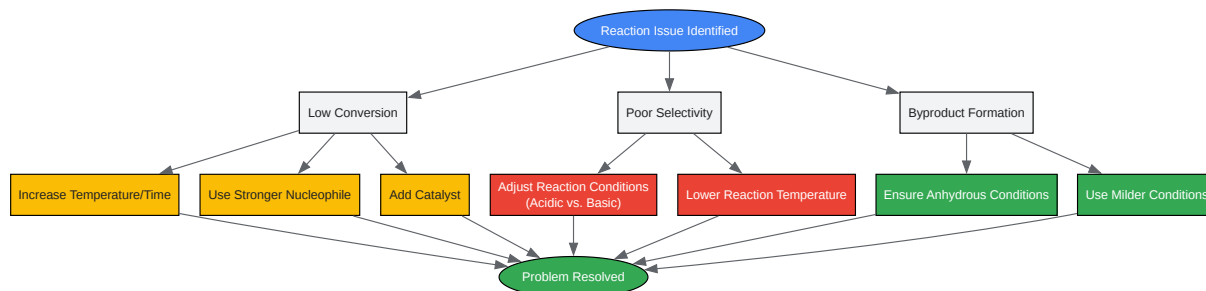 Reaction Issue Identified
Low Conversion
Poor Selectivity
Byproduct Formation
Increase Temperature/Time
Use Stronger Nucleophile
Add Catalyst
Adjust Reaction Conditions
(Acidic vs. Basic)
Lower Reaction Temperature
Ensure Anhydrous Conditions
Use Milder Conditions
Problem Resolved